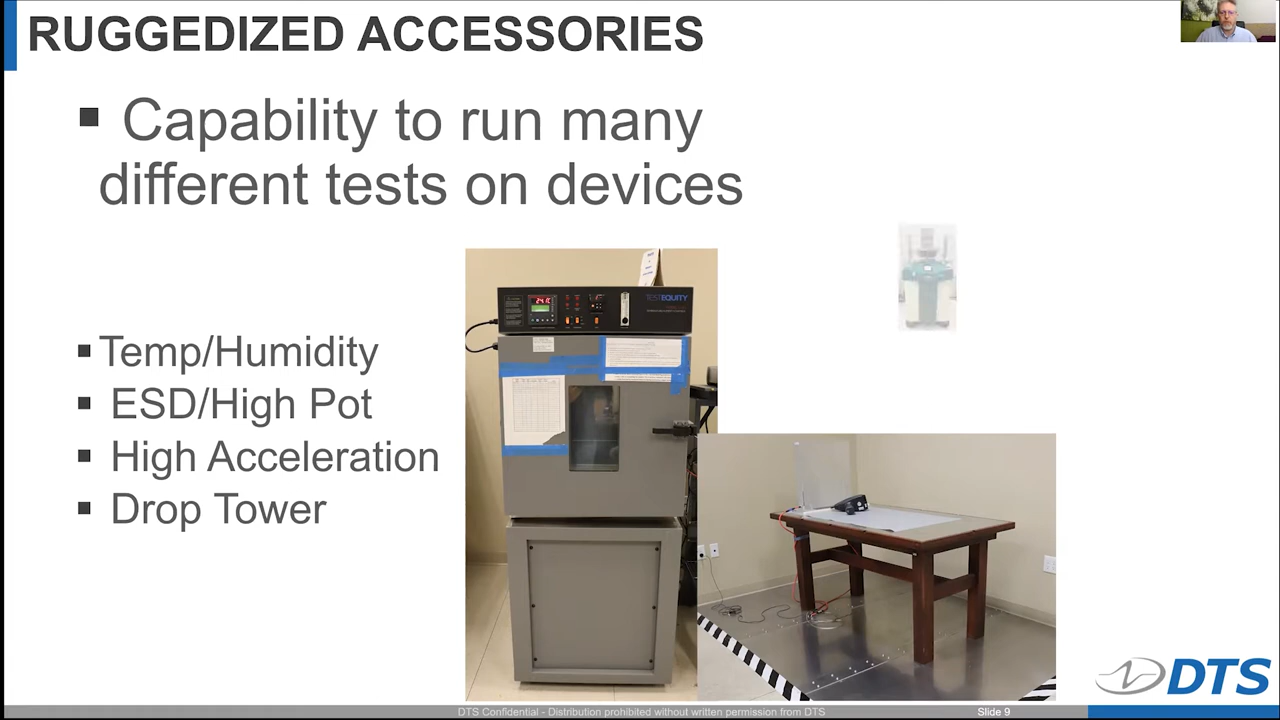 RUGGEDIZED ACCESSORIES
▪ Capability to run many
different tests on devices
▪ Temp/Humidity
▪ ESD/High Pot
▪ High Acceleration
▪ Drop Tower
TESTEQUITY
DTS
DTS Confidential - Distribution prohibited without written permission from DTS
Slide 9